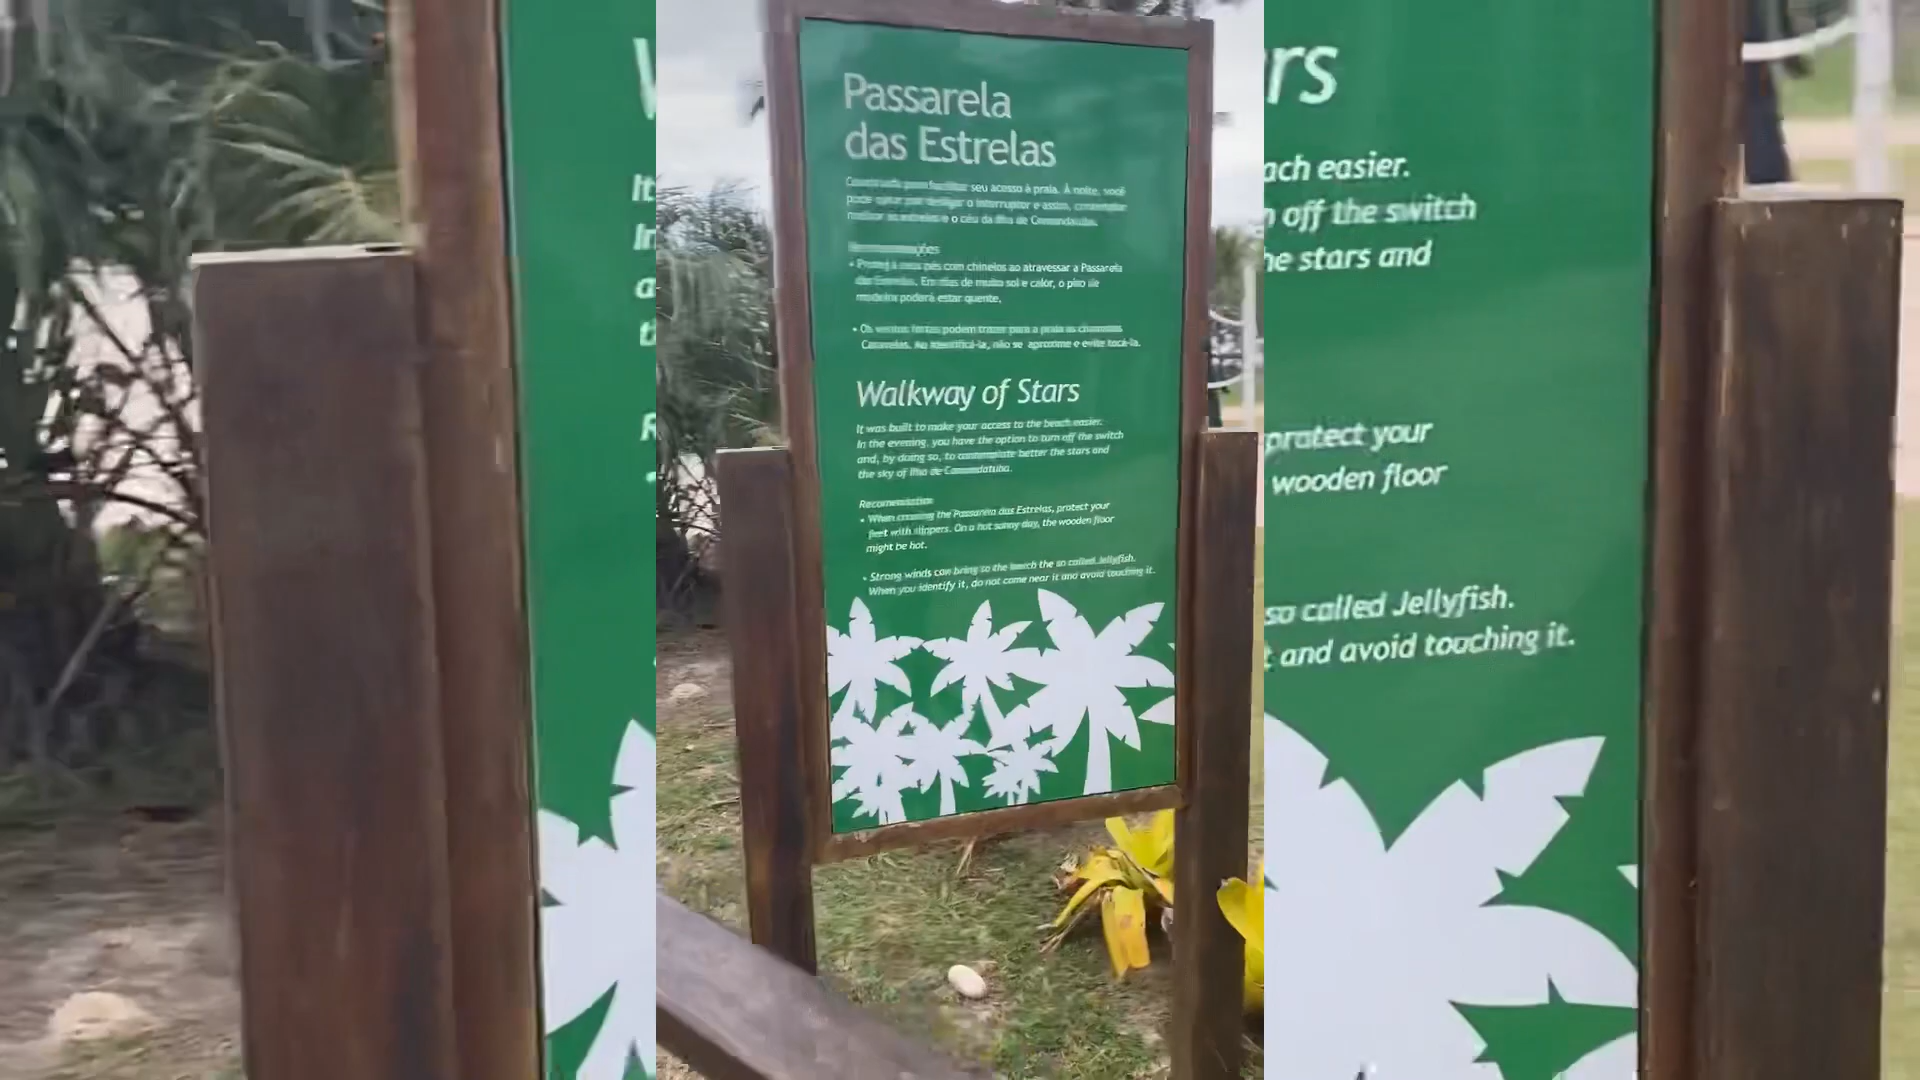 Passarela
das Estrelas
Construída para facilitar seu acesso à praia. À noite, você
pode optar por desligar o interruptor e assim, contemplar
melhor as estrelas e o céu da Ilha de Comandatuba.
Recomendações
• Proteja seus pés com chinelos ao atravessar a Passarela
das Estrelas. Em dias de muito sol e calor, o piso de
madeira poderá estar quente.
• Os ventos fortes podem trazer para a praia as chamadas
Caravelas. Ao identificá-la, não se aproxime e evite tocá-la.
Walkway of Stars
It was built to make your access to the beach easier.
In the evening, you have the option to turn off the switch
and, by doing so, to contemplate better the stars and
the sky of Ilha de Comandatuba.
• When crossing the Passarela das Estrelas, protect your
feet with slippers. On a hot sunny day, the wooden floor
might be hot.
• Strong winds can bring to the beach the so called Jellyfish.
When you identify it, do not come near it and avoid touching it.